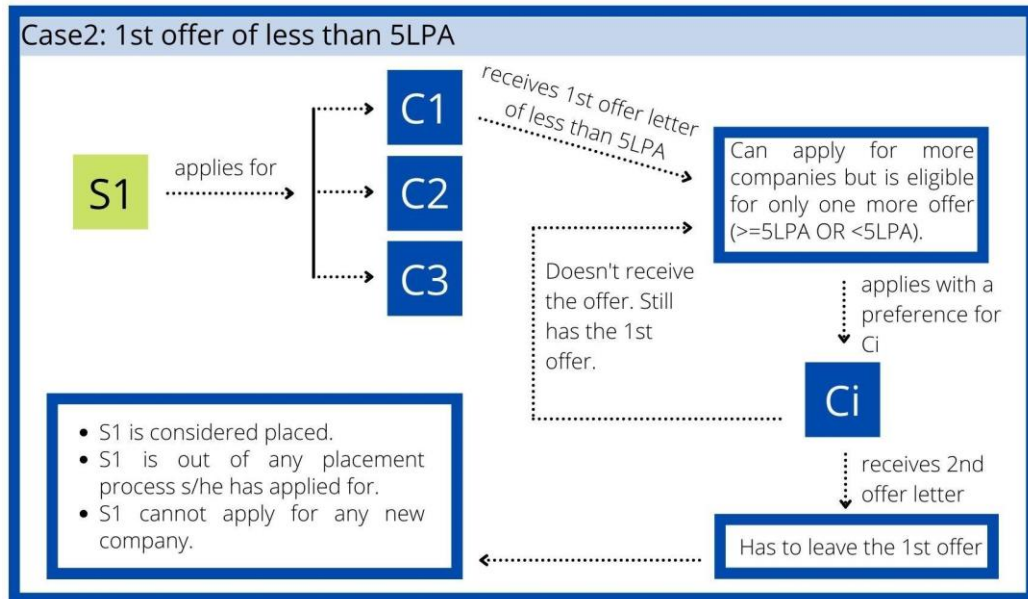 Case2: 1st offer of less than 5LPA
S1
applies for
C1
C2
C3
receives 1st offer letter
of less than 5LPA
Can apply for more
companies but is eligible
for only one more offer
(>=5LPA OR <5LPA).
Doesn't receive
the offer. Still
has the 1st
offer.
applies with a
preference for
Ci
Ci
receives 2nd
offer letter
Has to leave the 1st offer
• S1 is considered placed.
• S1 is out of any placement
process s/he has applied for.
• S1 cannot apply for any new
company.